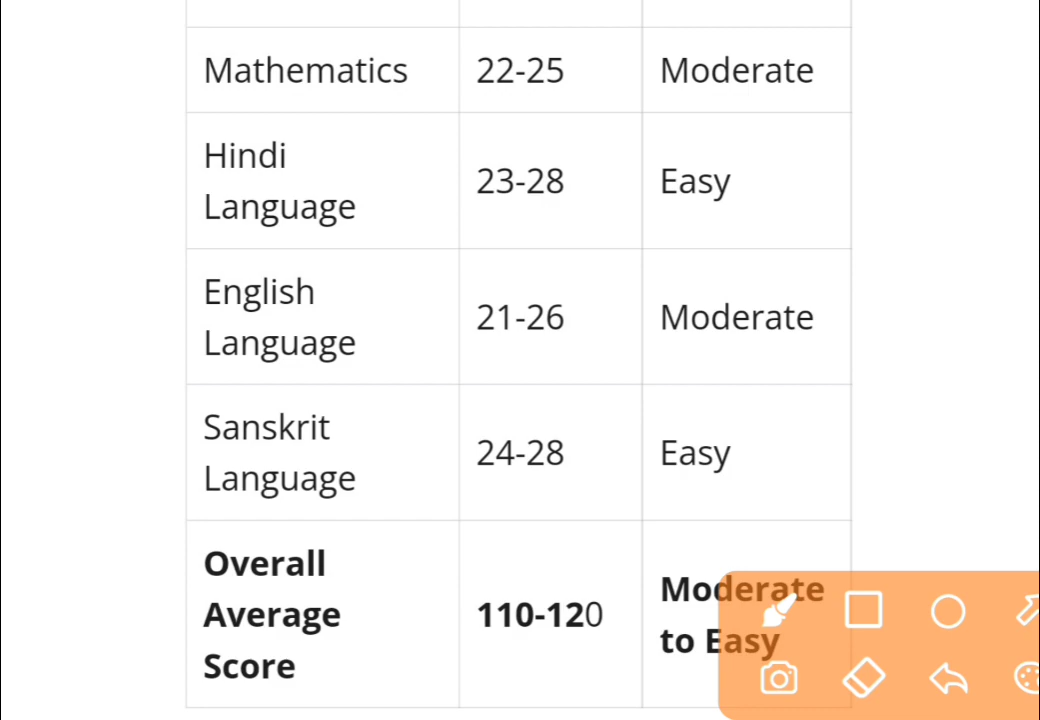 Mathematics 22-25 Moderate
Hindi
Language 23-28 Easy
English
Language 21-26 Moderate
Sanskrit
Language 24-28 Easy
Overall
Average
Score 110-120 Moderate
to Easy